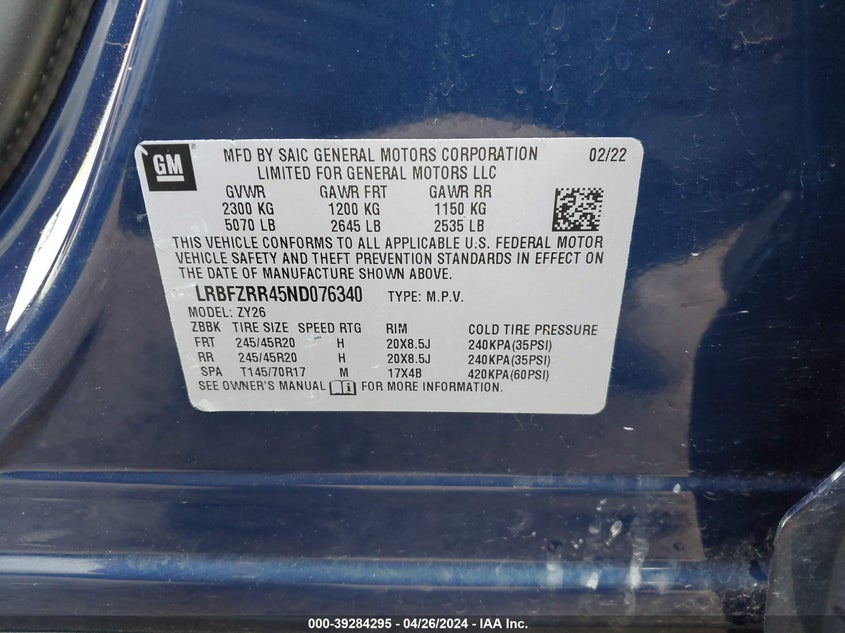 GM
MFD BY SAIC GENERAL MOTORS CORPORATION 02/22
LIMITED FOR GENERAL MOTORS LLC
GVWR GAWR FRT GAWR RR
2300 KG 1200 KG 1150 KG
5070 LB 2645 LB 2535 LB
THIS VEHICLE CONFORMS TO ALL APPLICABLE U.S. FEDERAL MOTOR
VEHICLE SAFETY AND THEFT PREVENTION STANDARDS IN EFFECT ON
THE DATE OF MANUFACTURE SHOWN ABOVE.
LRBFZRR45ND076340 TYPE: M.P.V.
MODEL: ZY26
ZBBK TIRE SIZE SPEED RTG RIM COLD TIRE PRESSURE
FRT 245/45R20 H 20X8.5J 240KPA(35PSI)
RR 245/45R20 H 20X8.5J 240KPA(35PSI)
SPA T145/70R17 M 17X4B 420KPA(60PSI)
SEE OWNER'S MANUAL FOR MORE INFORMATION.
000-39284295 - 04/26/2024 - IAA Inc.